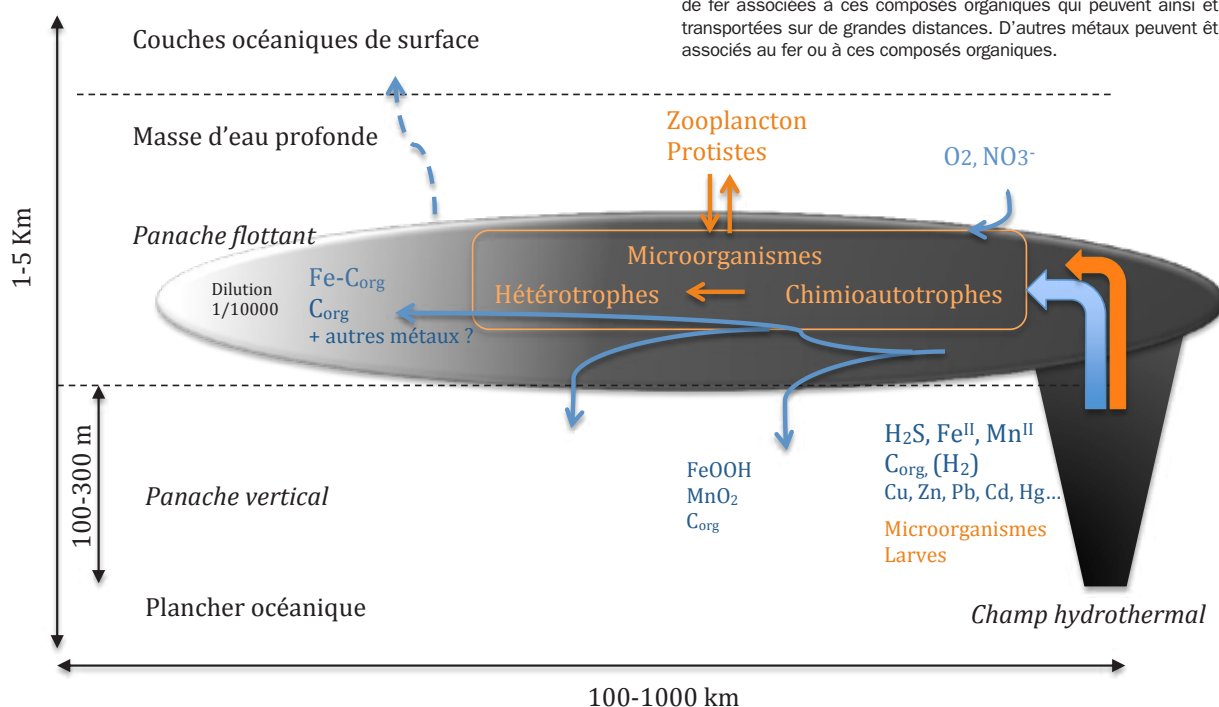 de fer associées à ces composés organiques qui peuvent ainsi et
transportées sur de grandes distances. D'autres métaux peuvent êt
associés au fer ou à ces composés organiques.
Couches océaniques de surface
Masse d'eau profonde
Zooplancton
Protistes
O2, NO3-
Panache flottant
Microorganismes
Hétérotrophes
Chimioautotrophes
Dilution
1/10000
Fe-Corg
Corg
+ autres métaux ?
1-5 Km
100-300 m
Panache vertical
FeOOH
MnO2
Corg
H2S, FeII, MnII
Corg, (H2)
Cu, Zn, Pb, Cd, Hg…
Microorganismes
Larves
Plancher océanique
Champ hydrothermal
100-1000 km